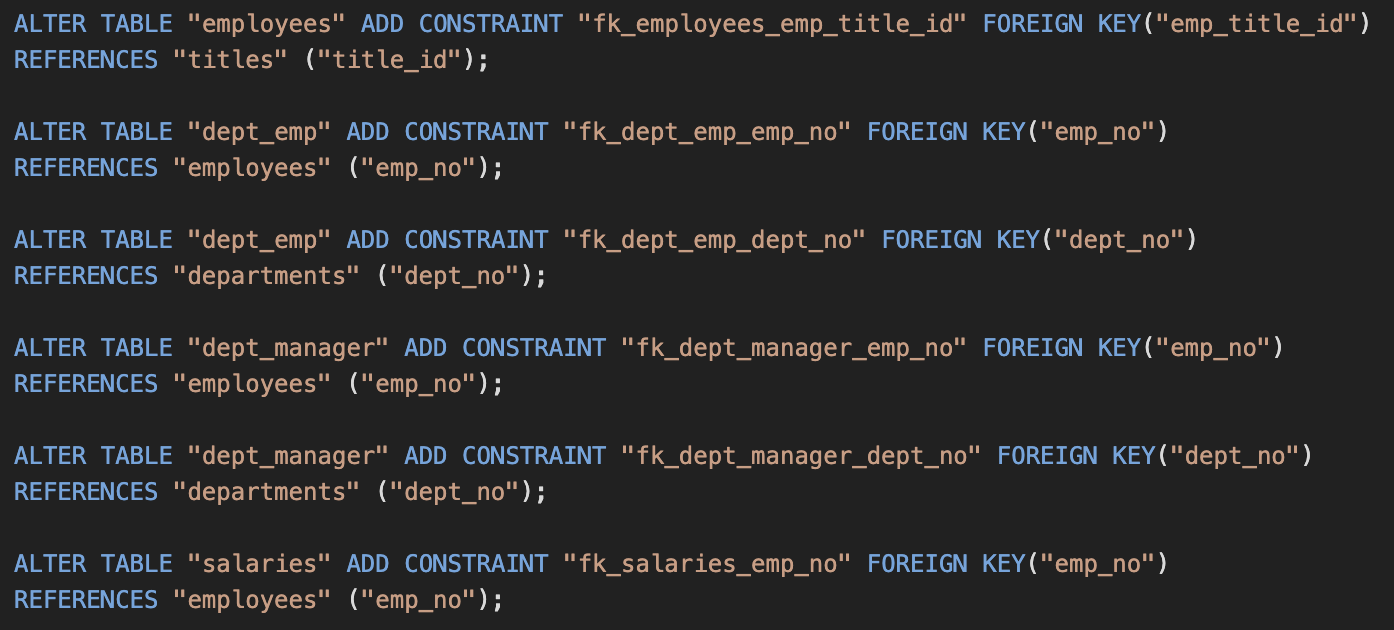 ALTER TABLE "employees" ADD CONSTRAINT "fk_employees_emp_title_id" FOREIGN KEY("emp_title_id")
REFERENCES "titles" ("title_id");
ALTER TABLE "dept_emp" ADD CONSTRAINT "fk_dept_emp_emp_no" FOREIGN KEY("emp_no")
REFERENCES "employees" ("emp_no");
ALTER TABLE "dept_emp" ADD CONSTRAINT "fk_dept_emp_dept_no" FOREIGN KEY("dept_no")
REFERENCES "departments" ("dept_no");
ALTER TABLE "dept_manager" ADD CONSTRAINT "fk_dept_manager_emp_no" FOREIGN KEY("emp_no")
REFERENCES "employees" ("emp_no");
ALTER TABLE "dept_manager" ADD CONSTRAINT "fk_dept_manager_dept_no" FOREIGN KEY("dept_no")
REFERENCES "departments" ("dept_no");
ALTER TABLE "salaries" ADD CONSTRAINT "fk_salaries_emp_no" FOREIGN KEY("emp_no")
REFERENCES "employees" ("emp_no");